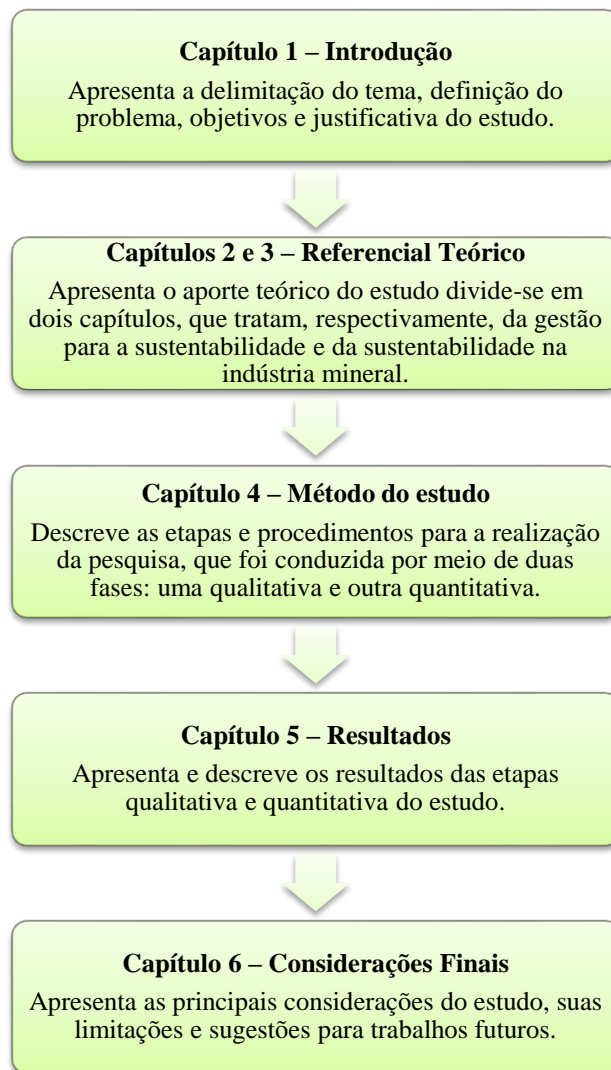 Capítulo 1 – Introdução
Apresenta a delimitação do tema, definição do
problema, objetivos e justificativa do estudo.
Capítulos 2 e 3 – Referencial Teórico
Apresenta o aporte teórico do estudo divide-se em
dois capítulos, que tratam, respectivamente, da gestão
para a sustentabilidade e da sustentabilidade na
indústria mineral.
Capítulo 4 – Método do estudo
Descreve as etapas e procedimentos para a realização
da pesquisa, que foi conduzida por meio de duas
fases: uma qualitativa e outra quantitativa.
Capítulo 5 – Resultados
Apresenta e descreve os resultados das etapas
qualitativa e quantitativa do estudo.
Capítulo 6 – Considerações Finais
Apresenta as principais considerações do estudo, suas
limitações e sugestões para trabalhos futuros.